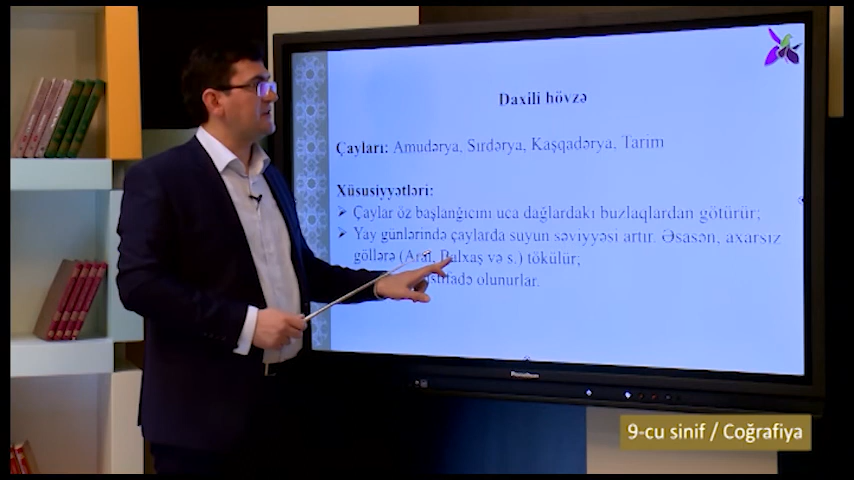 Daxili hövzə
Çayları: Amudərya, Sırdərya, Kaşqadərya, Tarim
Xüsusiyyətləri:
➢ Çaylar öz başlanğıcını uca dağlardakı buzlaqlardan götürür;
➢ Yay günlərində çaylarda suyun səviyyəsi artır. Əsasən, axarsız
göllərə (Aral, Balxaş və s.) tökülür;
istifadə olunurlar.
Promethean
9-cu sinif / Coğrafiya